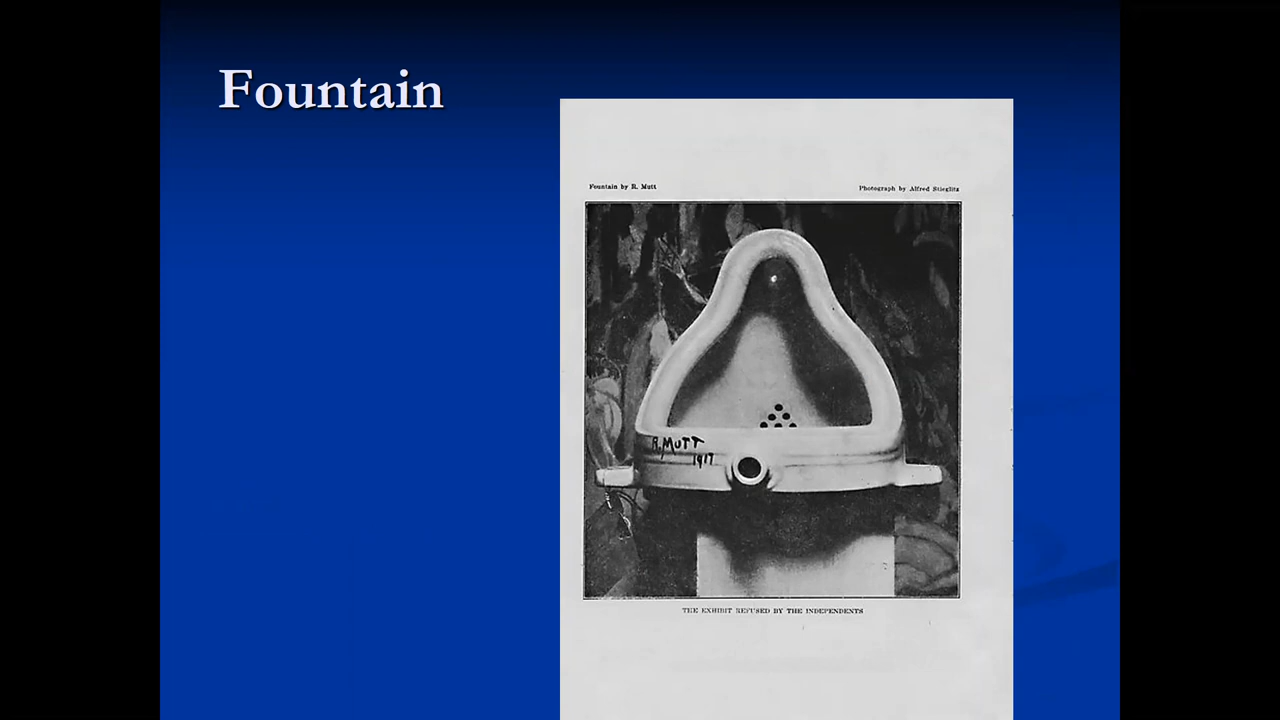 Fountain
Fountain by R. Mutt
Photograph by Alfred Stieglitz
R. MUTT
1917
THE EXHIBIT REFUSED BY THE INDEPENDENTS